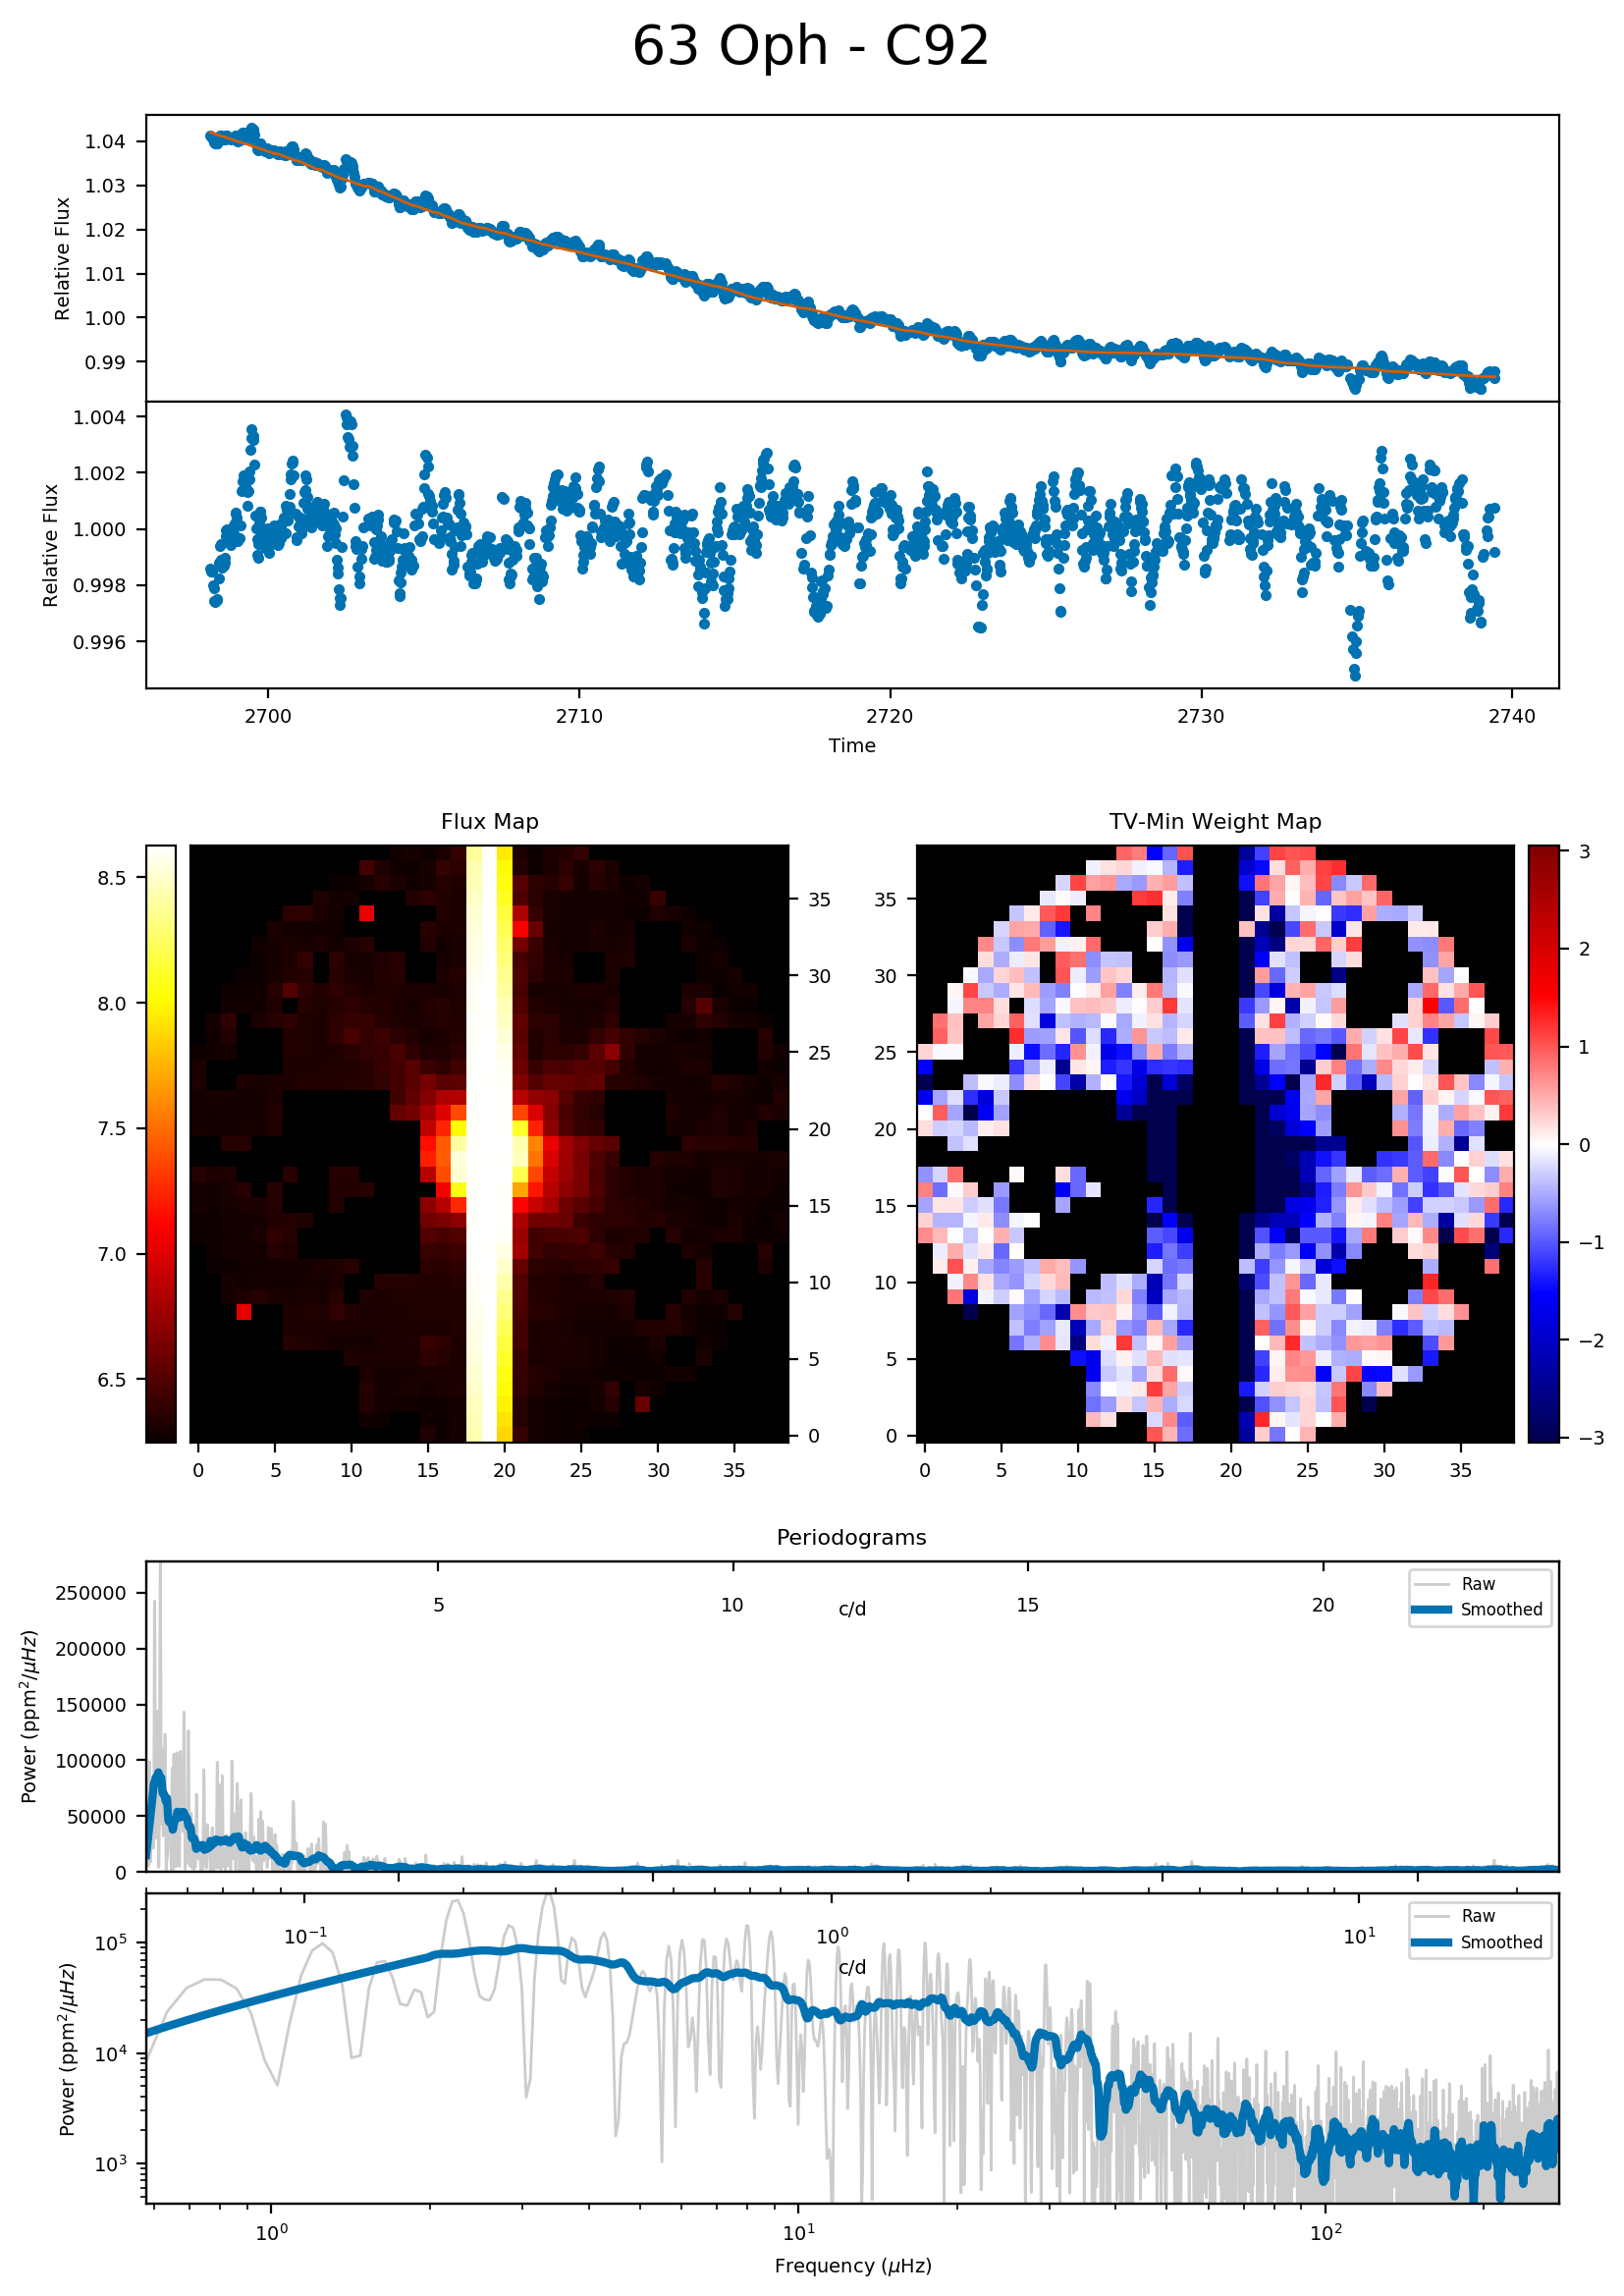 63 Oph - C92
1.04
1.03
1.02
1.01
1.00
0.99
Relative Flux
1.004
1.002
1.000
0.998
0.996
Relative Flux
2700 2710 2720 2730 2740
Time
Flux Map
8.5
8.0
7.5
7.0
6.5
35
30
25
20
15
10
5
0
0 5 10 15 20 25 30 35
TV-Min Weight Map
35
30
25
20
15
10
5
0
0 5 10 15 20 25 30 35
3
2
1
0
−1
−2
−3
Periodograms
250000
200000
150000
100000
50000
0
Power (ppm²/μHz)
5 10 15 20
c/d
Raw
Smoothed
10⁵
10⁴
10³
Power (ppm²/μHz)
10⁻¹ 10⁰ 10¹
c/d
Raw
Smoothed
10⁰ 10¹ 10²
Frequency (μHz)